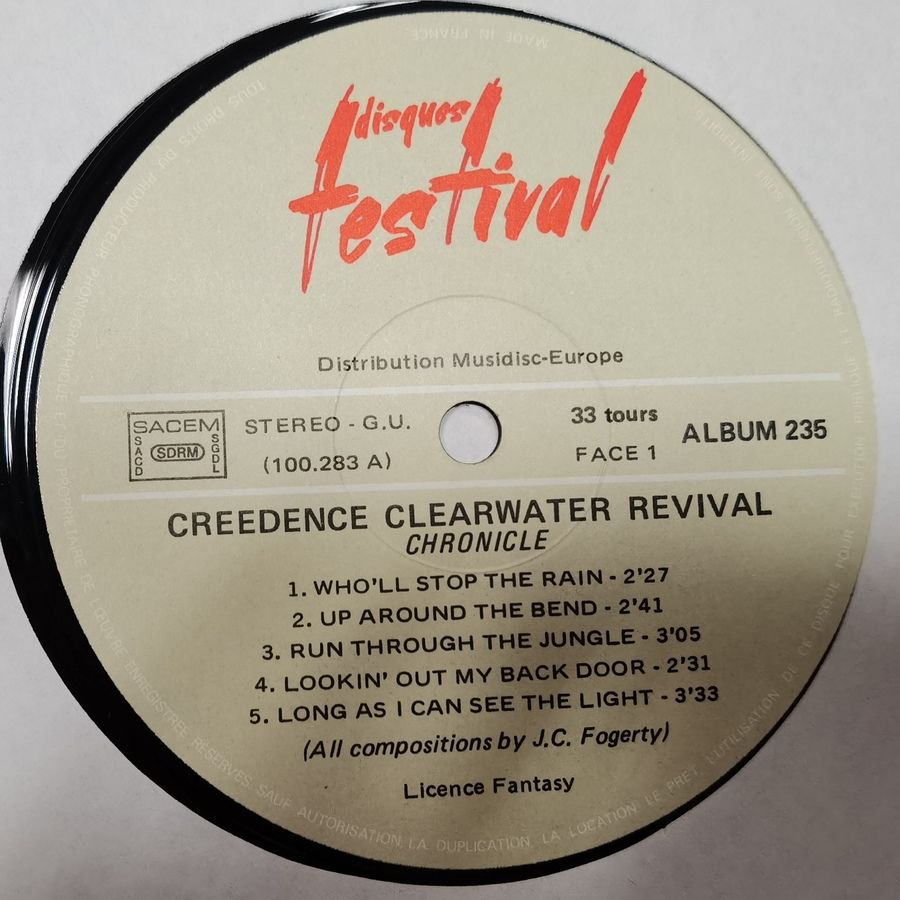 MADE IN FRANCE
disques
festival
Distribution Musidisc-Europe
SACEM
SACD
SDRM
SGDL
STEREO - G.U.
(100.283 A)
33 tours
FACE 1
ALBUM 235
CREEDENCE CLEARWATER REVIVAL
CHRONICLE
1. WHO'LL STOP THE RAIN - 2'27
2. UP AROUND THE BEND - 2'41
3. RUN THROUGH THE JUNGLE - 3'05
4. LOOKIN' OUT MY BACK DOOR - 2'31
5. LONG AS I CAN SEE THE LIGHT - 3'33
(All compositions by J.C. Fogerty)
Licence Fantasy
TOUS DROITS DU PRODUCTEUR PHONOGRAPHIQUE ET DU PROPRIETAIRE DE L'ŒUVRE ENREGISTREE RESERVES. SAUF AUTORISATION, LA DUPLICATION, LA LOCATION, LE PRET, L'UTILISATION DE CE DISQUE POUR EXECUTION PUBLIQUE ET RADIODIFFUSION SONT INTERDITS